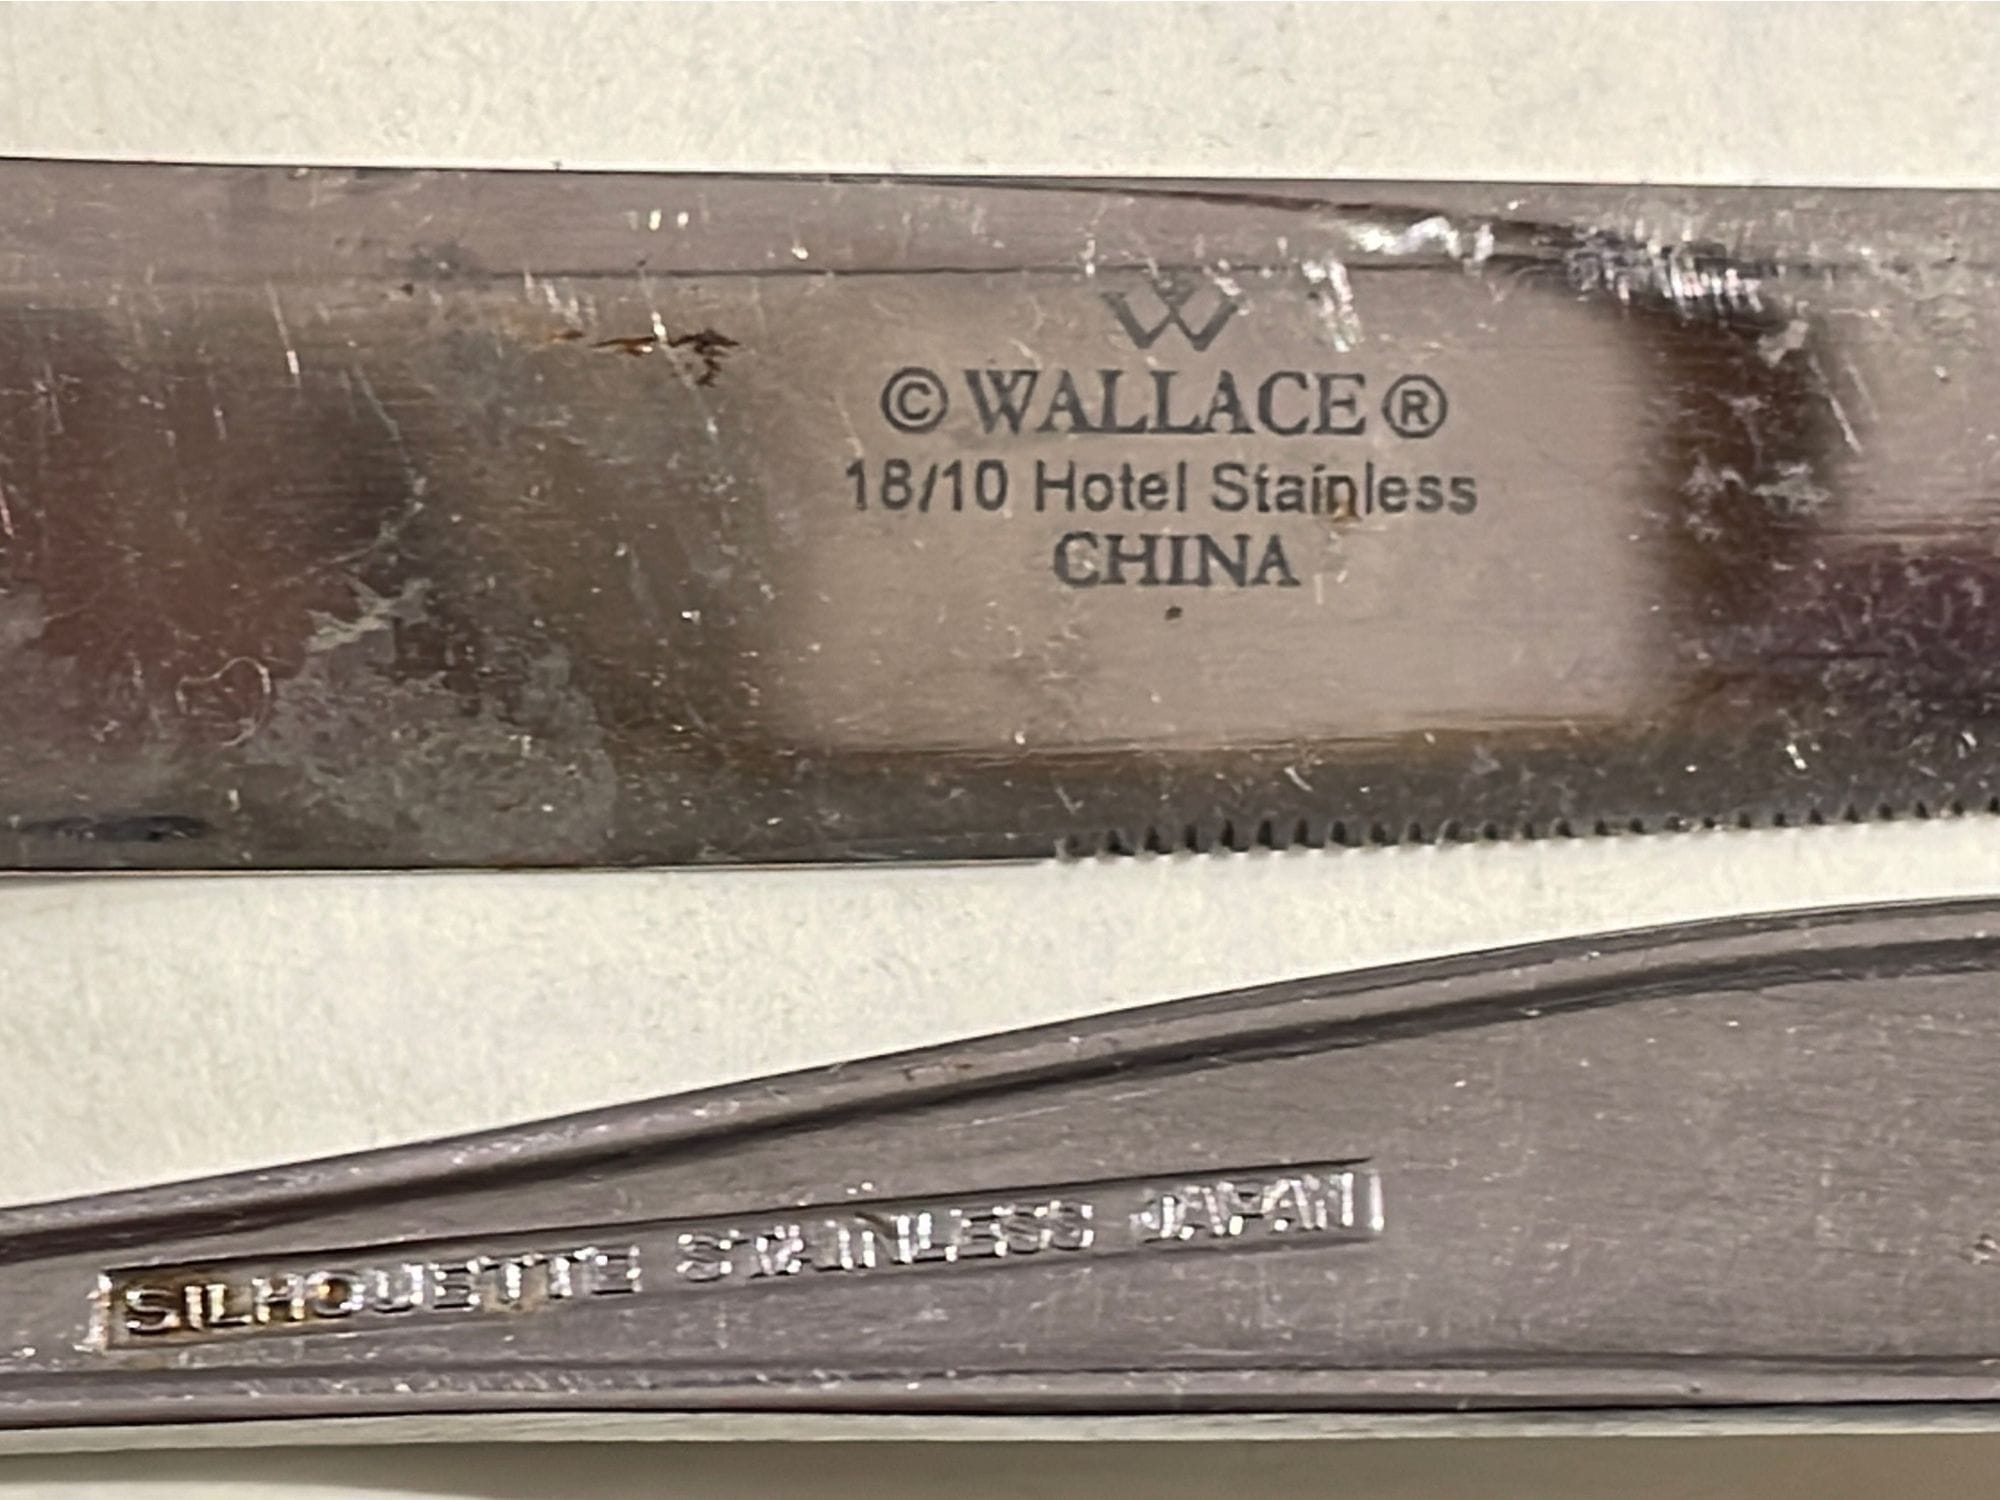 W
© WALLACE ®
18/10 Hotel Stainless
CHINA
SILHOUETTE STAINLESS JAPAN